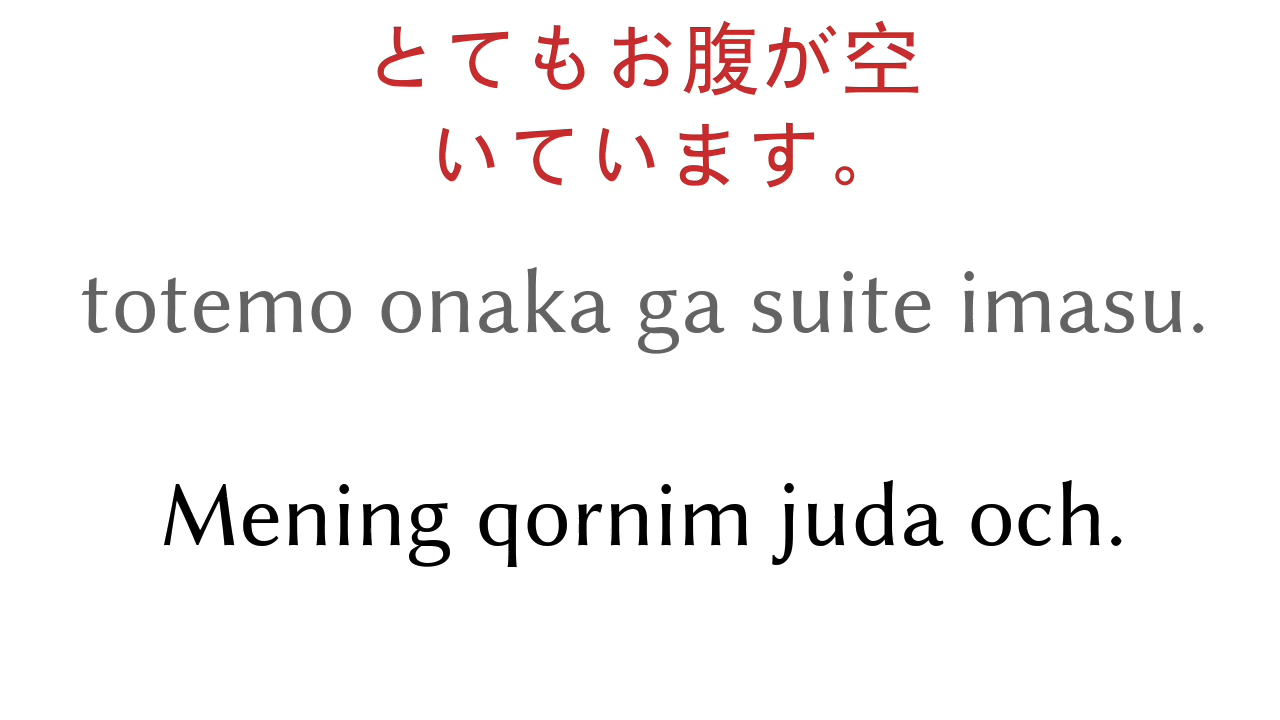 とてもお腹が空
いています。
totemo onaka ga suite imasu.
Mening qornim juda och.